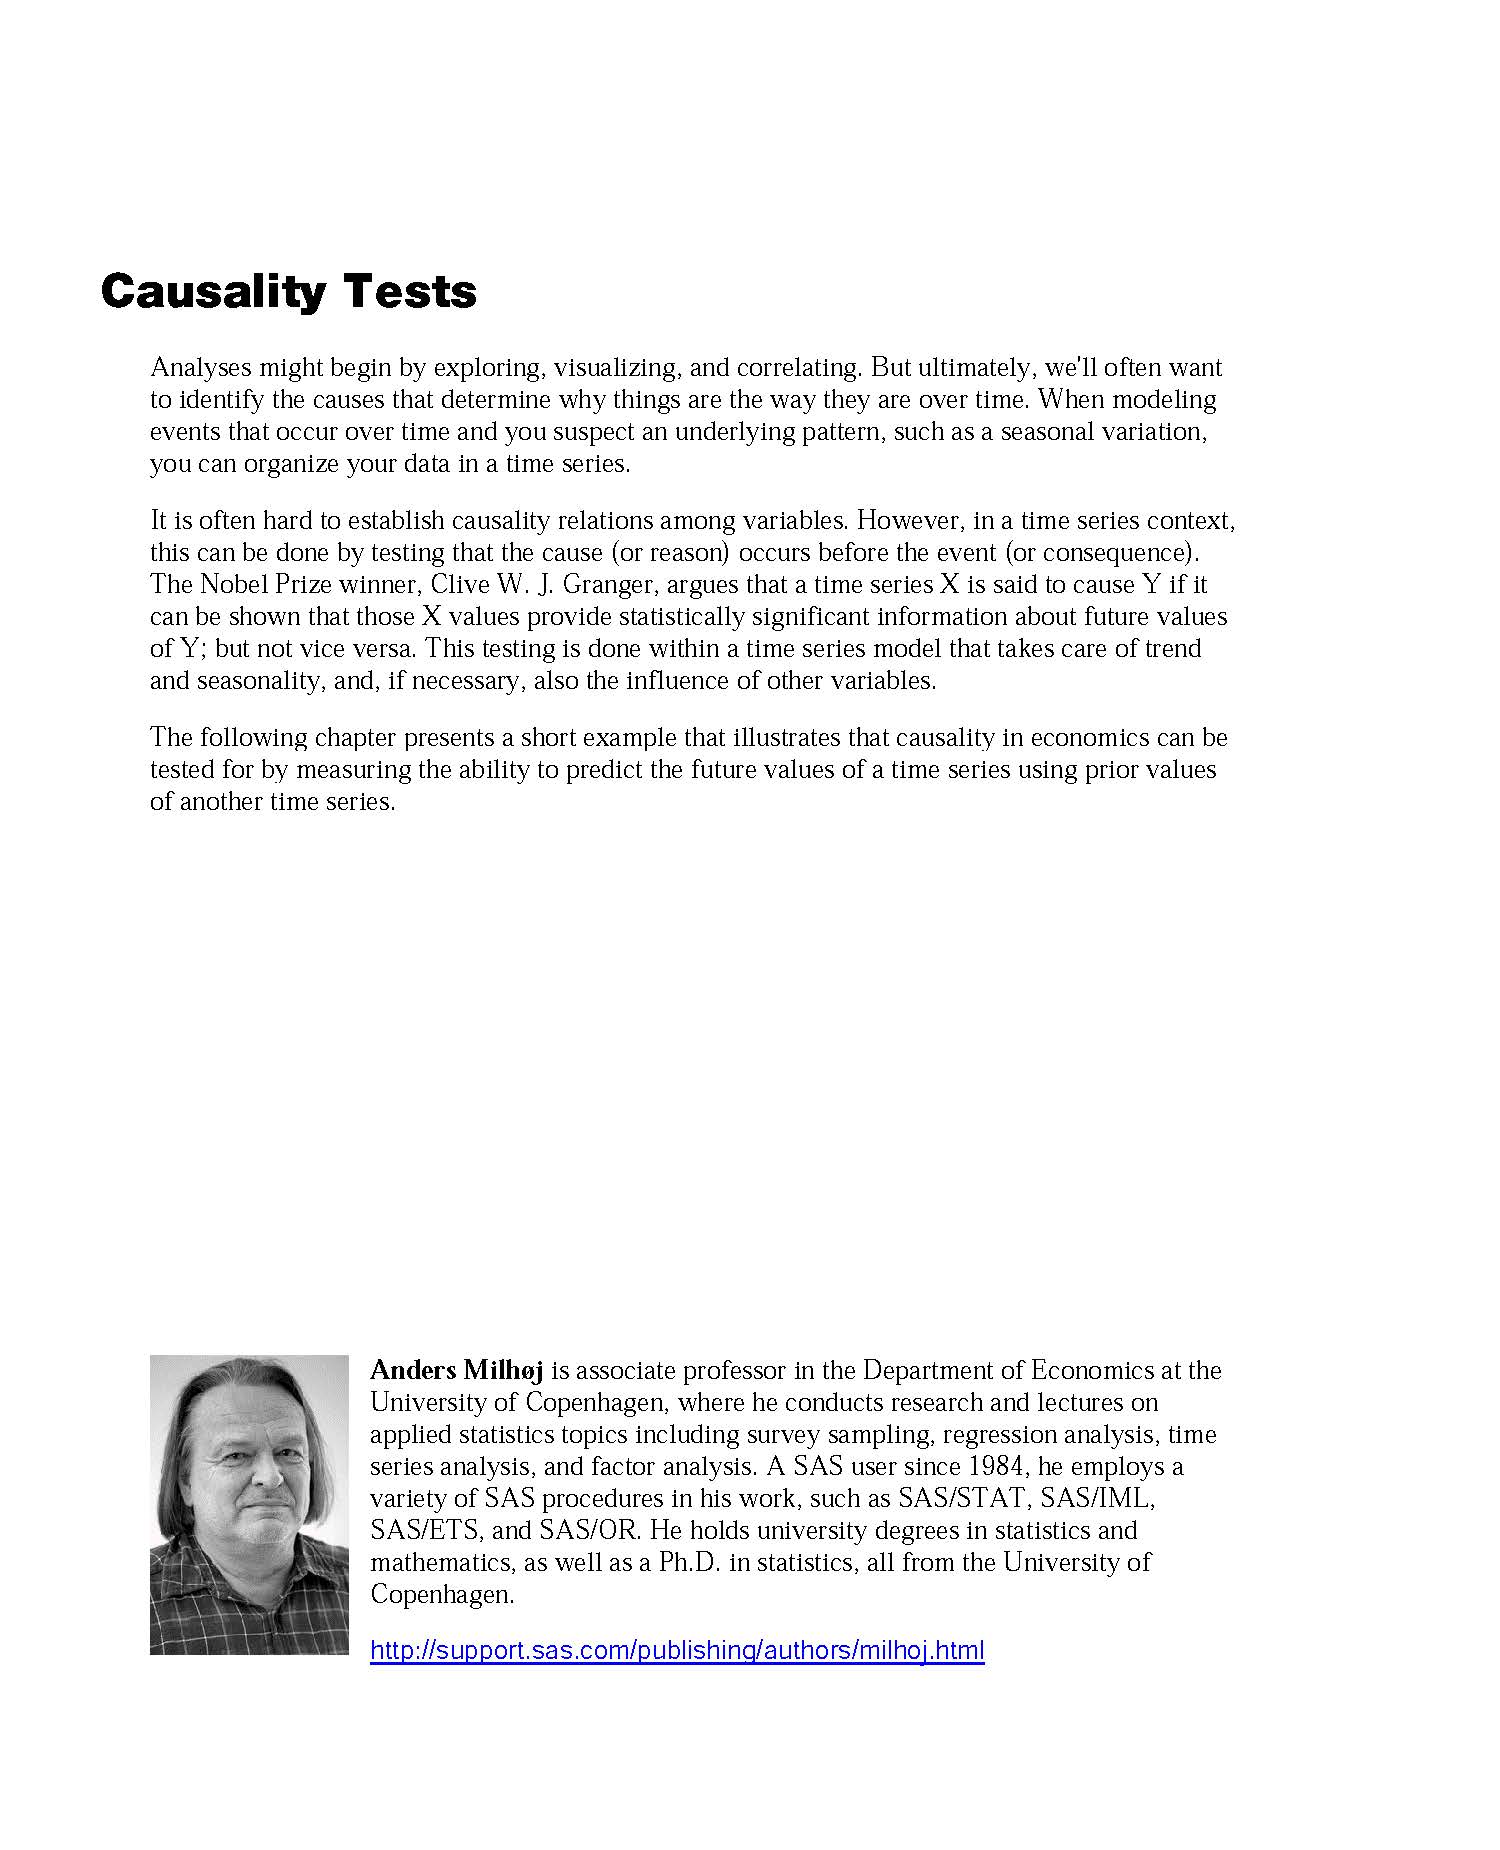 Causality Tests
Analyses might begin by exploring, visualizing, and correlating. But ultimately, we'll often want
to identify the causes that determine why things are the way they are over time. When modeling
events that occur over time and you suspect an underlying pattern, such as a seasonal variation,
you can organize your data in a time series.
It is often hard to establish causality relations among variables. However, in a time series context,
this can be done by testing that the cause (or reason) occurs before the event (or consequence).
The Nobel Prize winner, Clive W. J. Granger, argues that a time series X is said to cause Y if it
can be shown that those X values provide statistically significant information about future values
of Y; but not vice versa. This testing is done within a time series model that takes care of trend
and seasonality, and, if necessary, also the influence of other variables.
The following chapter presents a short example that illustrates that causality in economics can be
tested for by measuring the ability to predict the future values of a time series using prior values
of another time series.
Anders Milhøj is associate professor in the Department of Economics at the
University of Copenhagen, where he conducts research and lectures on
applied statistics topics including survey sampling, regression analysis, time
series analysis, and factor analysis. A SAS user since 1984, he employs a
variety of SAS procedures in his work, such as SAS/STAT, SAS/IML,
SAS/ETS, and SAS/OR. He holds university degrees in statistics and
mathematics, as well as a Ph.D. in statistics, all from the University of
Copenhagen.
http://support.sas.com/publishing/authors/milhoj.html